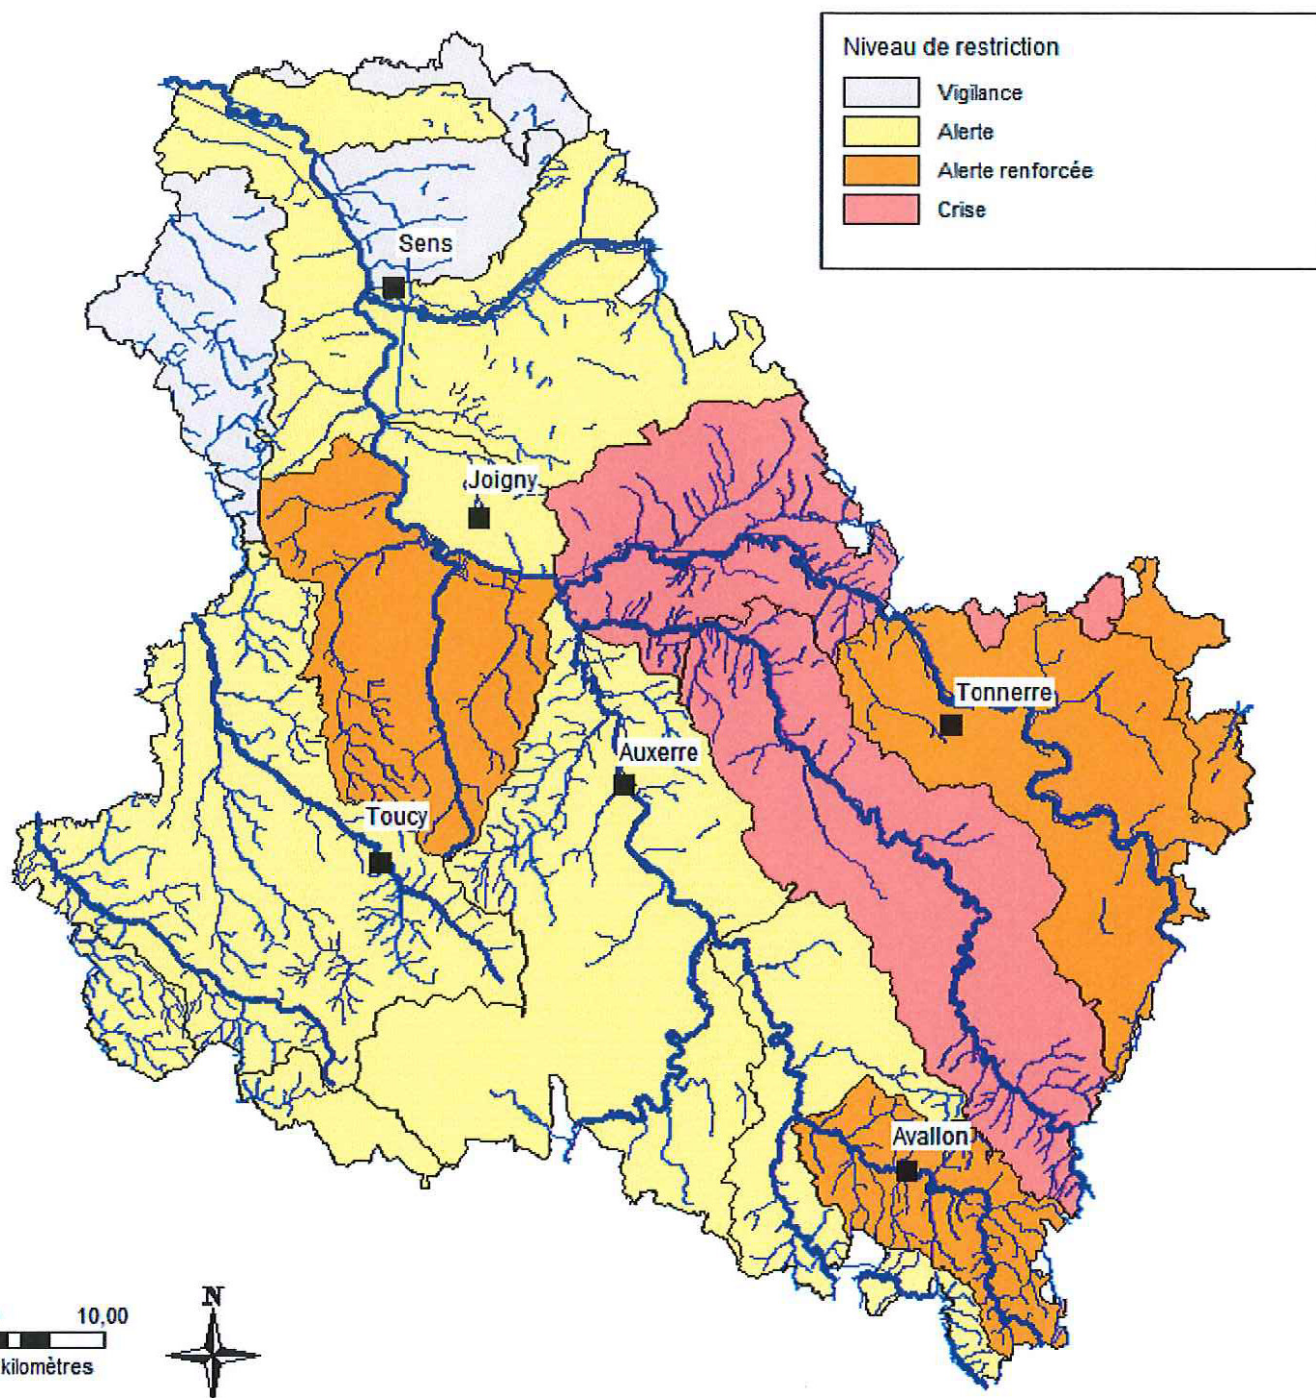 Niveau de restriction
Vigilance
Alerte
Alerte renforcée
Crise
Sens
Joigny
Tonnerre
Auxerre
Toucy
Avallon
N
10,00
kilomètres